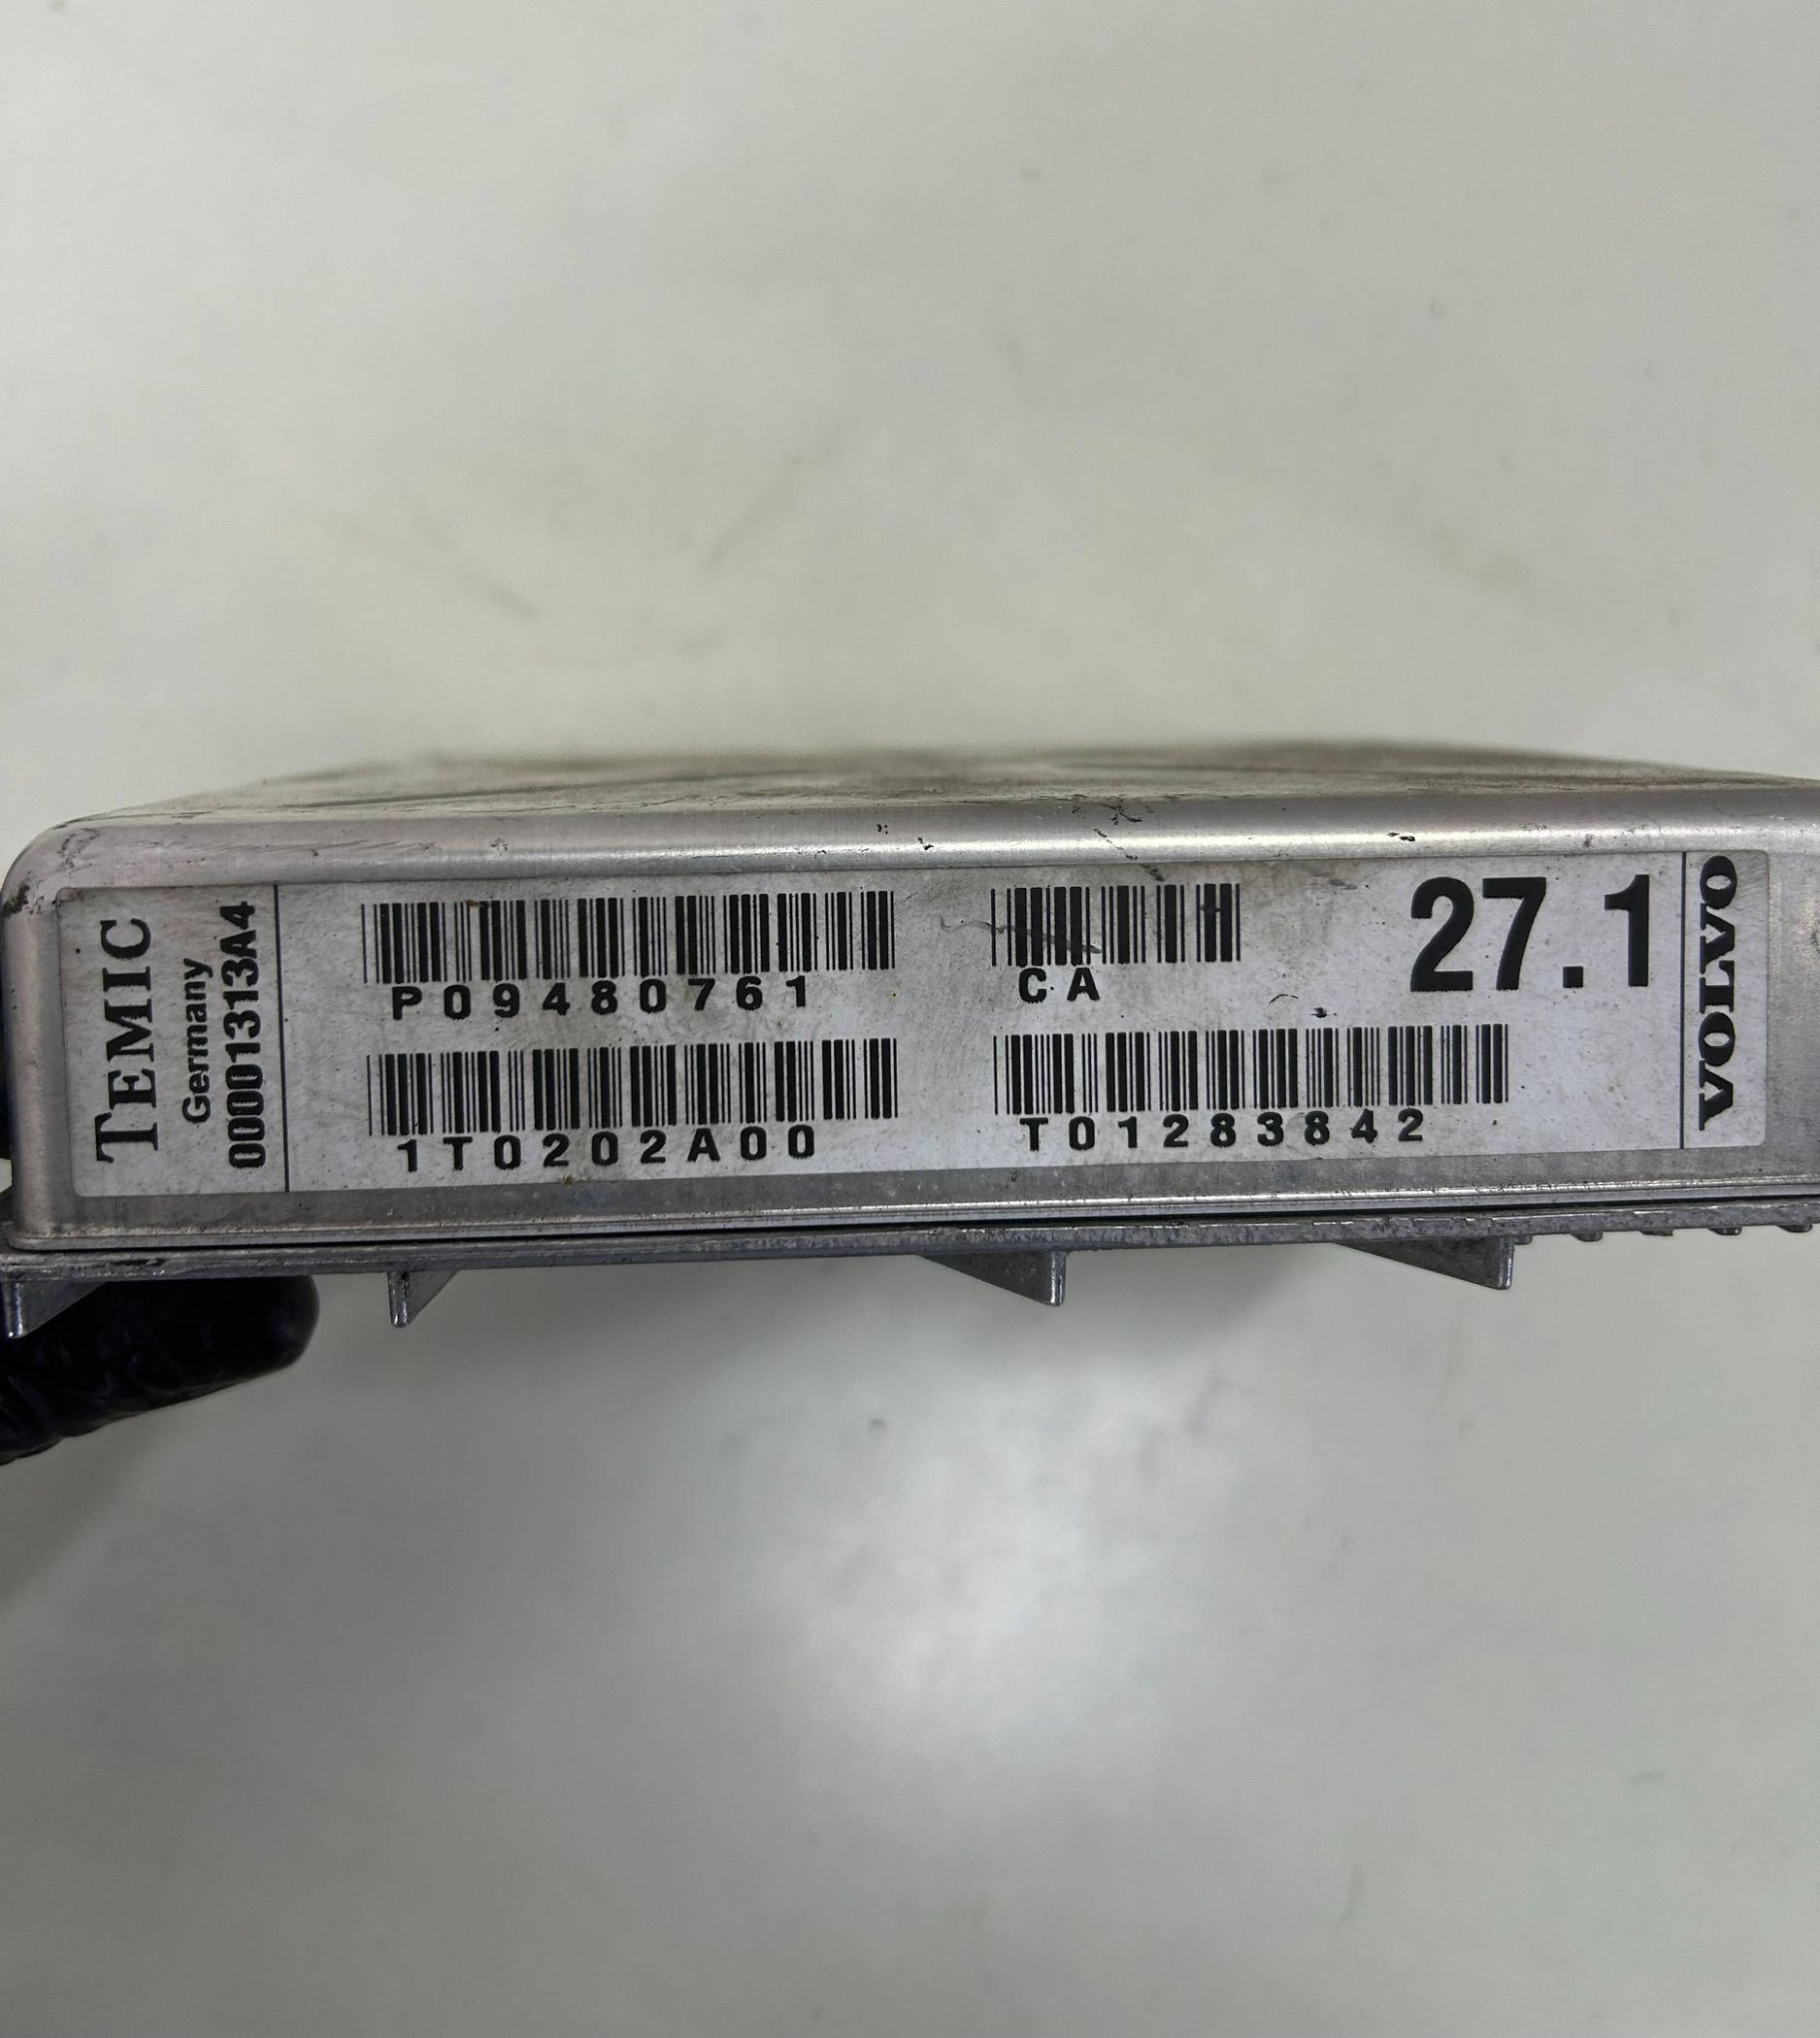 TEMIC
Germany
00001313A4
P09480761
CA
27.1
1T0202A00
T01283842
VOLVO